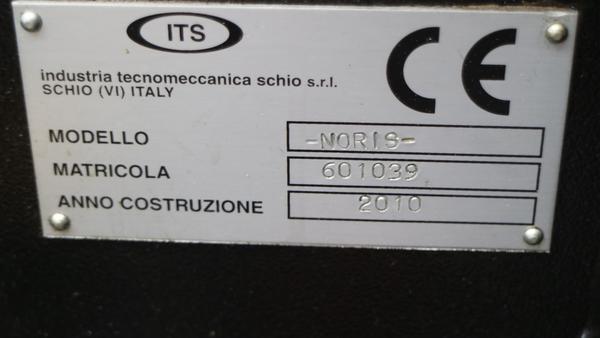 ITS
CE
industria tecnomeccanica schio s.r.l.
SCHIO (VI) ITALY
MODELLO -NORIS-
MATRICOLA 601039
ANNO COSTRUZIONE 2010